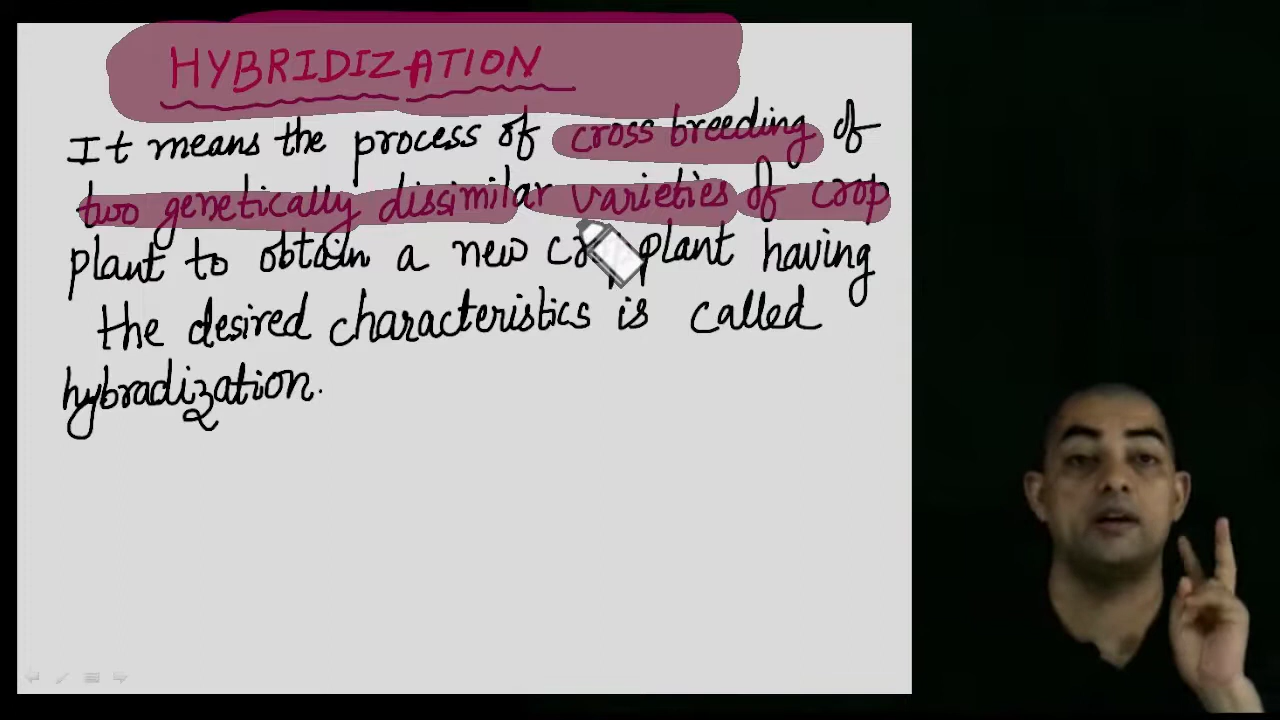 HYBRIDIZATION
It means the process of cross breeding of
two genetically dissimilar varieties of crop
plant to obtain a new crop plant having
the desired characteristics is called
hybradization.